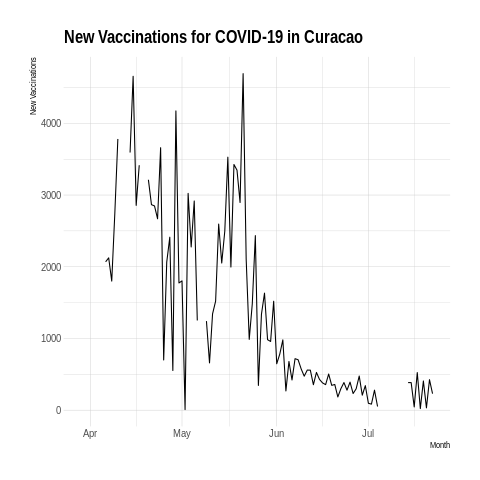 New Vaccinations for COVID-19 in Curacao
New Vaccinations
4000
3000
2000
1000
0
Apr
May
Jun
Jul
Month